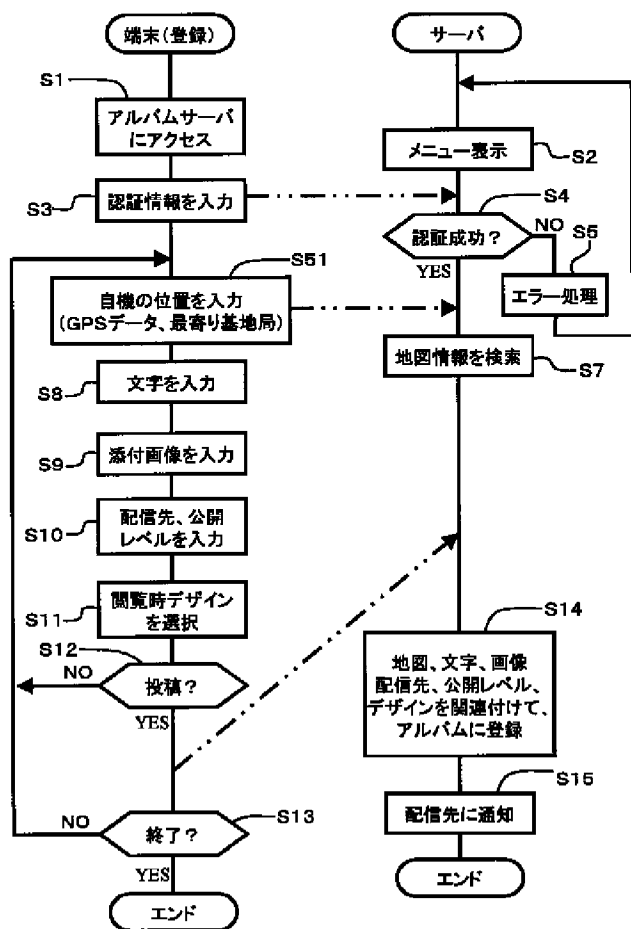 端末(登録)
S1
アルバムサーバ
にアクセス
S3
認証情報を入力
S51
自機の位置を入力
(GPSデータ、最寄り基地局)
S8
文字を入力
S9
添付画像を入力
S10
配信先、公開
レベルを入力
S11
閲覧時デザイン
を選択
S12
NO
投稿?
YES
NO
終了?
S13
YES
エンド
サーバ
メニュー表示
S2
S4
認証成功?
NO
YES
S5
エラー処理
地図情報を検索
S7
S14
地図、文字、画像
配信先、公開レベル、
デザインを関連付けて、
アルバムに登録
S15
配信先に通知
エンド